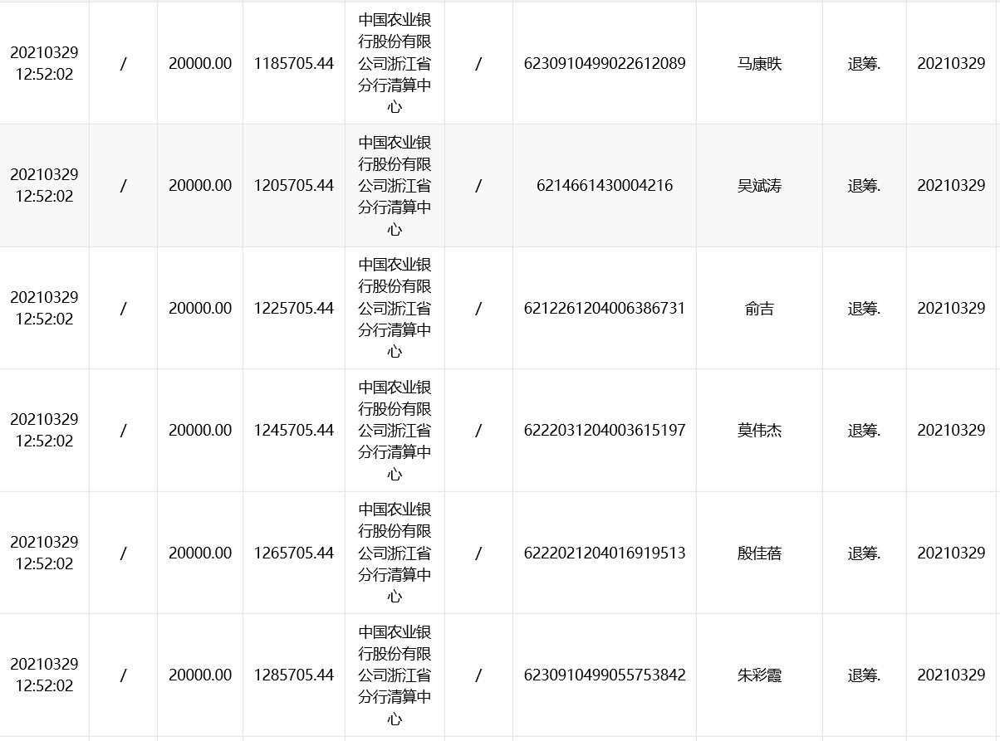 20210329
12:52:02
/
20000.00
1185705.44
中国农业银
行股份有限
公司浙江省
分行清算中
心
/
6230910499022612089
马康昳
退筹.
20210329
20210329
12:52:02
/
20000.00
1205705.44
中国农业银
行股份有限
公司浙江省
分行清算中
心
/
6214661430004216
吴斌涛
退筹.
20210329
20210329
12:52:02
/
20000.00
1225705.44
中国农业银
行股份有限
公司浙江省
分行清算中
心
/
6212261204006386731
俞吉
退筹.
20210329
20210329
12:52:02
/
20000.00
1245705.44
中国农业银
行股份有限
公司浙江省
分行清算中
心
/
6222031204003615197
莫伟杰
退筹.
20210329
20210329
12:52:02
/
20000.00
1265705.44
中国农业银
行股份有限
公司浙江省
分行清算中
心
/
6222021204016919513
殷佳蓓
退筹.
20210329
20210329
12:52:02
/
20000.00
1285705.44
中国农业银
行股份有限
公司浙江省
分行清算中
心
/
6230910499055753842
朱彩霞
退筹.
20210329